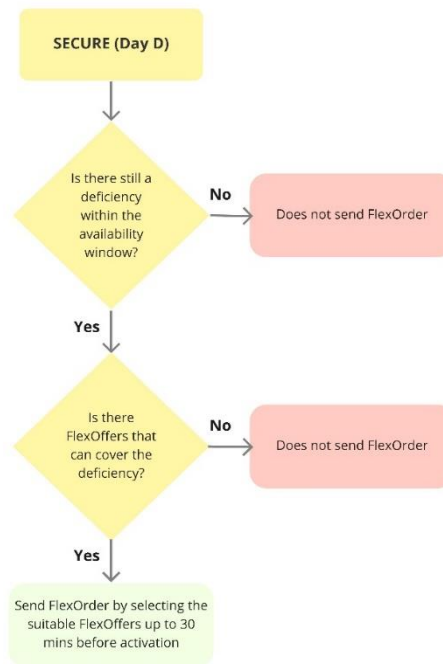 SECURE (Day D)
Is there still a
deficiency
within the
availability
window?
No
Does not send FlexOrder
Yes
Is there
FlexOffers that
can cover the
deficiency?
No
Does not send FlexOrder
Yes
Send FlexOrder by selecting the
suitable FlexOffers up to 30
mins before activation